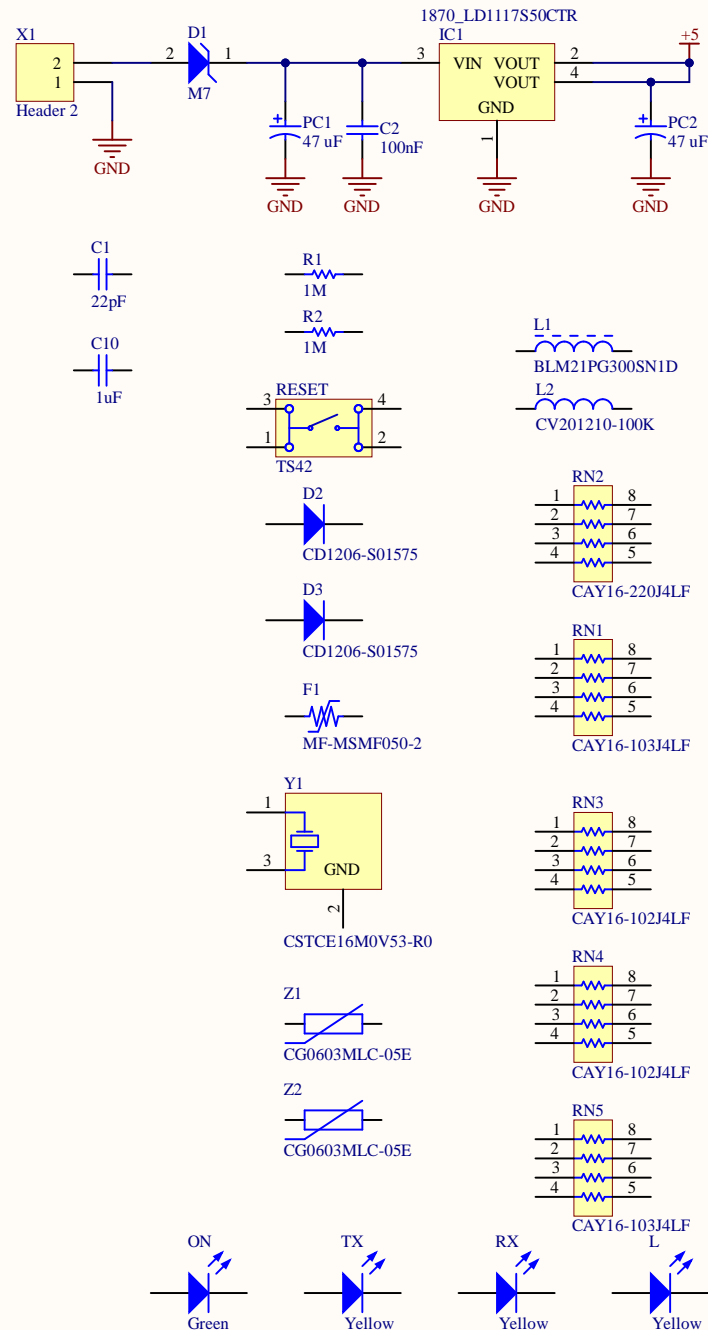 1870_LD1117S50CTR
X1
D1
IC1
+5
2
1
2
1
3
VIN
VOUT
VOUT
2
4
GND
1
Header 2
M7
PC1
47 uF
C2
100nF
PC2
47 uF
GND
GND
GND
GND
GND
C1
22pF
C10
1uF
R1
1M
R2
1M
L1
BLM21PG300SN1D
L2
CV201210-100K
RESET
3
4
1
2
TS42
D2
CD1206-S01575
D3
CD1206-S01575
F1
MF-MSMF050-2
RN2
1 8
2 7
3 6
4 5
CAY16-220J4LF
RN1
1 8
2 7
3 6
4 5
CAY16-103J4LF
Y1
1
3
GND
2
CSTCE16M0V53-R0
RN3
1 8
2 7
3 6
4 5
CAY16-102J4LF
Z1
CG0603MLC-05E
Z2
CG0603MLC-05E
RN4
1 8
2 7
3 6
4 5
CAY16-102J4LF
RN5
1 8
2 7
3 6
4 5
CAY16-103J4LF
ON
Green
TX
Yellow
RX
Yellow
L
Yellow